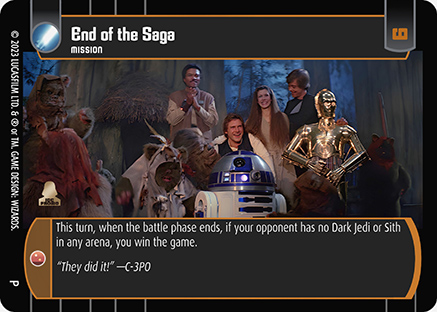 End of the Saga
MISSION
9
© 2023 LUCASFILM LTD. & ® or TM. GAME DESIGN: WIZARDS.
This turn, when the battle phase ends, if your opponent has no Dark Jedi or Sith
in any arena, you win the game.
"They did it!" —C-3PO
P